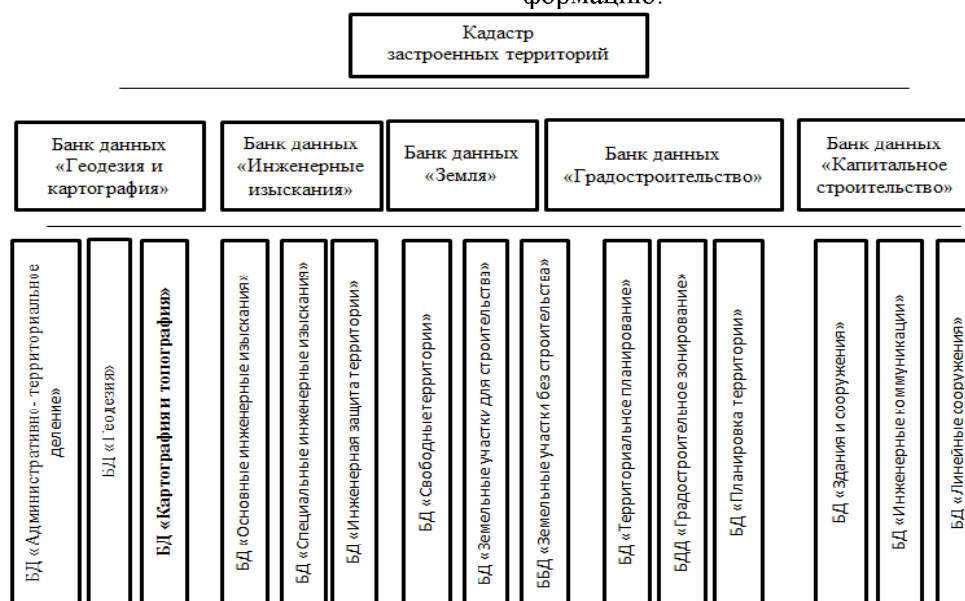 формацию.
Кадастр
застроенных территорий
Банк данных
«Геодезия и
картография»
Банк данных
«Инженерные
изыскания»
Банк данных
«Земля»
Банк данных
«Градостроительство»
Банк данных
«Капитальное
строительство»
БД «Административно- территориальное
деление»
БД «Геодезия»
БД «Картография и топография»
БД «Основные инженерные изыскания»
БД «Специальные инженерные изыскания»
БД «Инженерная защита территории»
БД «Свободные территории»
БД «Земельные участки для строительства»
ББД «Земельные участки без строительства»
БД «Территориальное планирование»
БДД «Градостроительное зонирование»
БД «Планировка территории»
БД «Здания и сооружения»
БД «Инженерные коммуникации»
БД «Линейные сооружения»